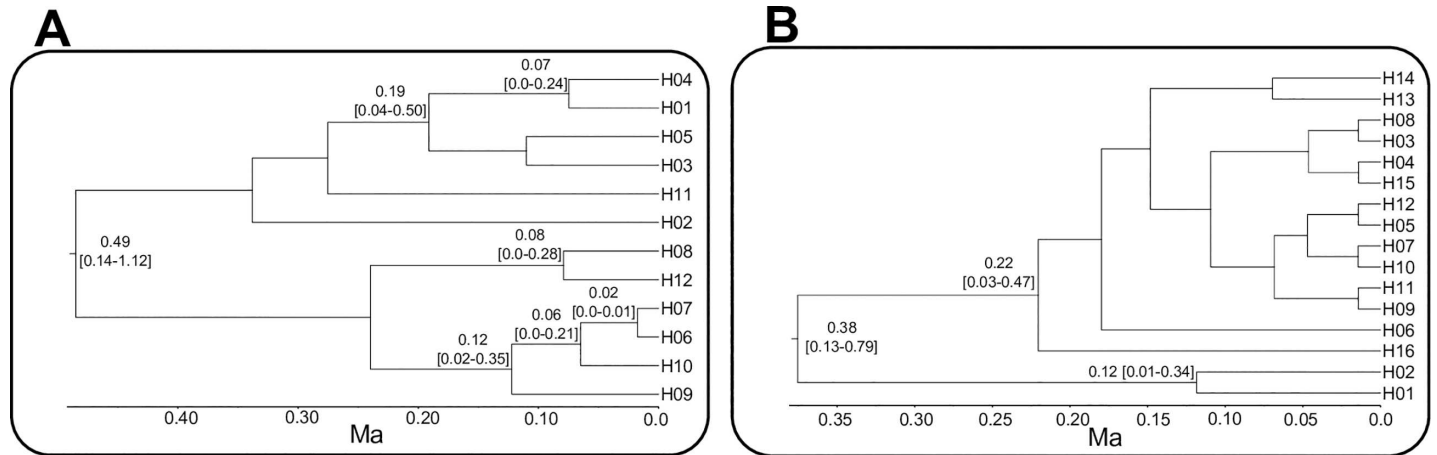 A
0.07
[0.0-0.24]
H04
0.19
[0.04-0.50]
H01
H05
H03
H11
H02
0.49
[0.14-1.12]
0.08
[0.0-0.28]
H08
H12
0.02
[0.0-0.01]
H07
0.06
[0.0-0.21]
H06
0.12
[0.02-0.35]
H10
H09
0.40 0.30 0.20 0.10 0.0
Ma
B
H14
H13
H08
H03
H04
H15
H12
H05
H07
H10
0.22
[0.03-0.47]
H11
H09
0.38
[0.13-0.79]
H06
H16
0.12 [0.01-0.34]
H02
H01
0.35 0.30 0.25 0.20 0.15 0.10 0.05 0.0
Ma